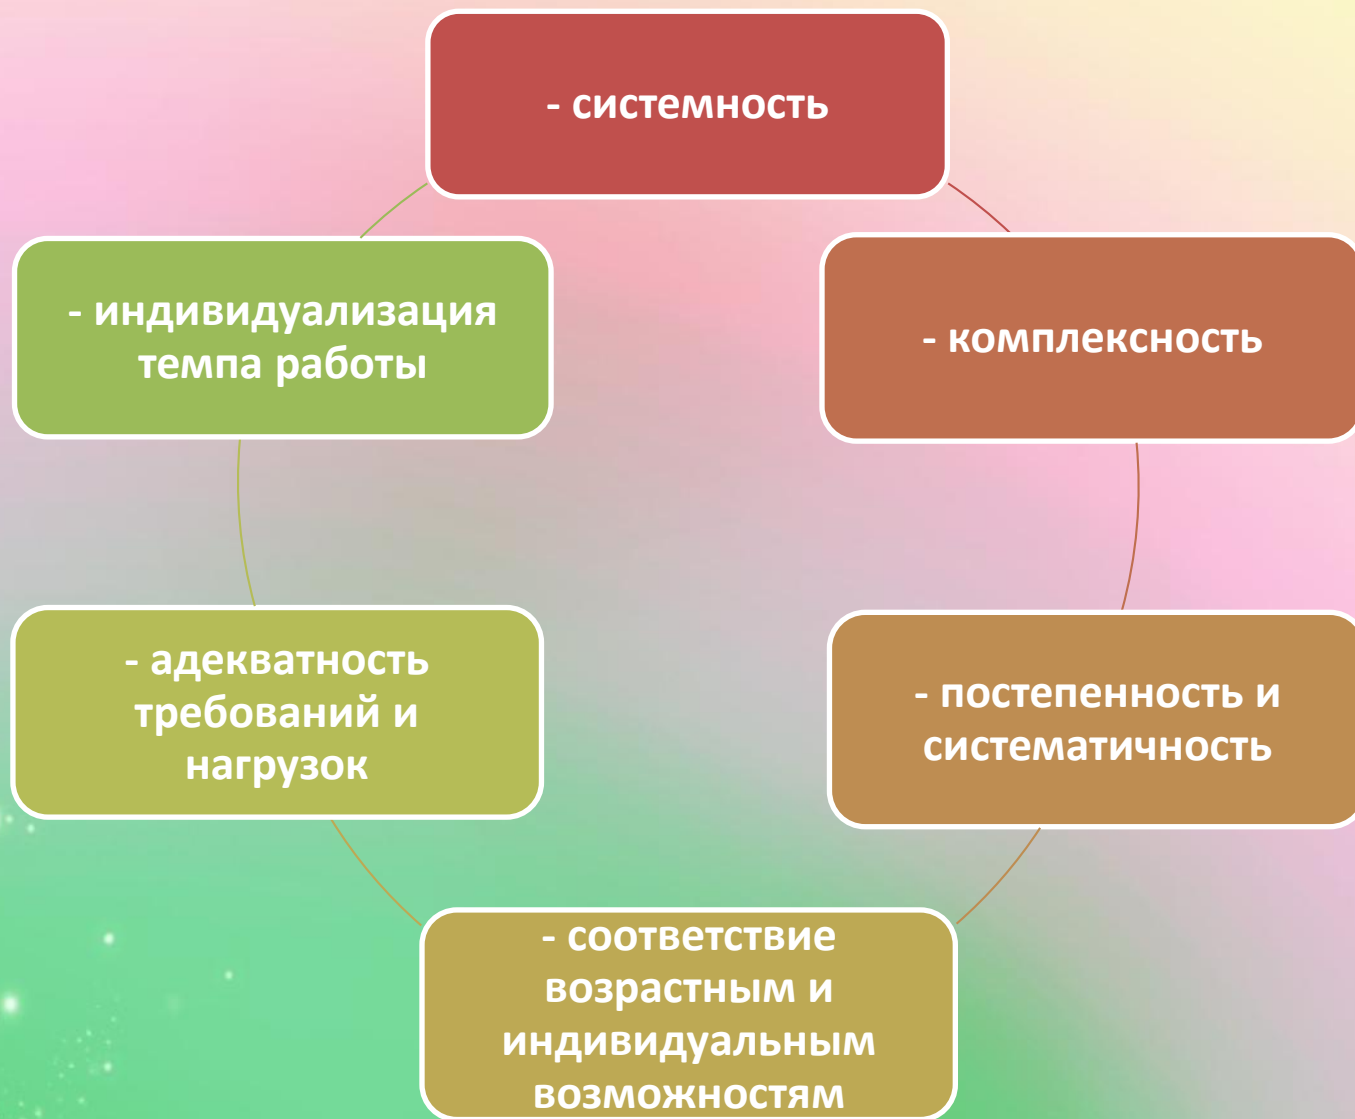 - системность
- комплексность
- постепенность и
систематичность
- соответствие
возрастным и
индивидуальным
возможностям
- адекватность
требований и
нагрузок
- индивидуализация
темпа работы